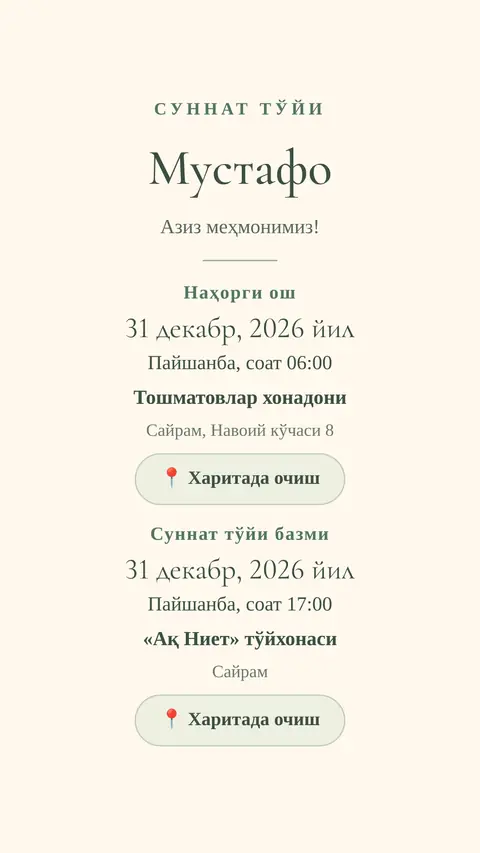 СУННАТ ТЎЙИ
Мустафо
Азиз меҳмонимиз!
Наҳорги ош
31 декабр, 2026 йил
Пайшанба, соат 06:00
Тошматовлар хонадони
Сайрам, Навоий кўчаси 8
📍 Харитада очиш
Суннат тўйи базми
31 декабр, 2026 йил
Пайшанба, соат 17:00
«Ақ Ниет» тўйхонаси
Сайрам
📍 Харитада очиш